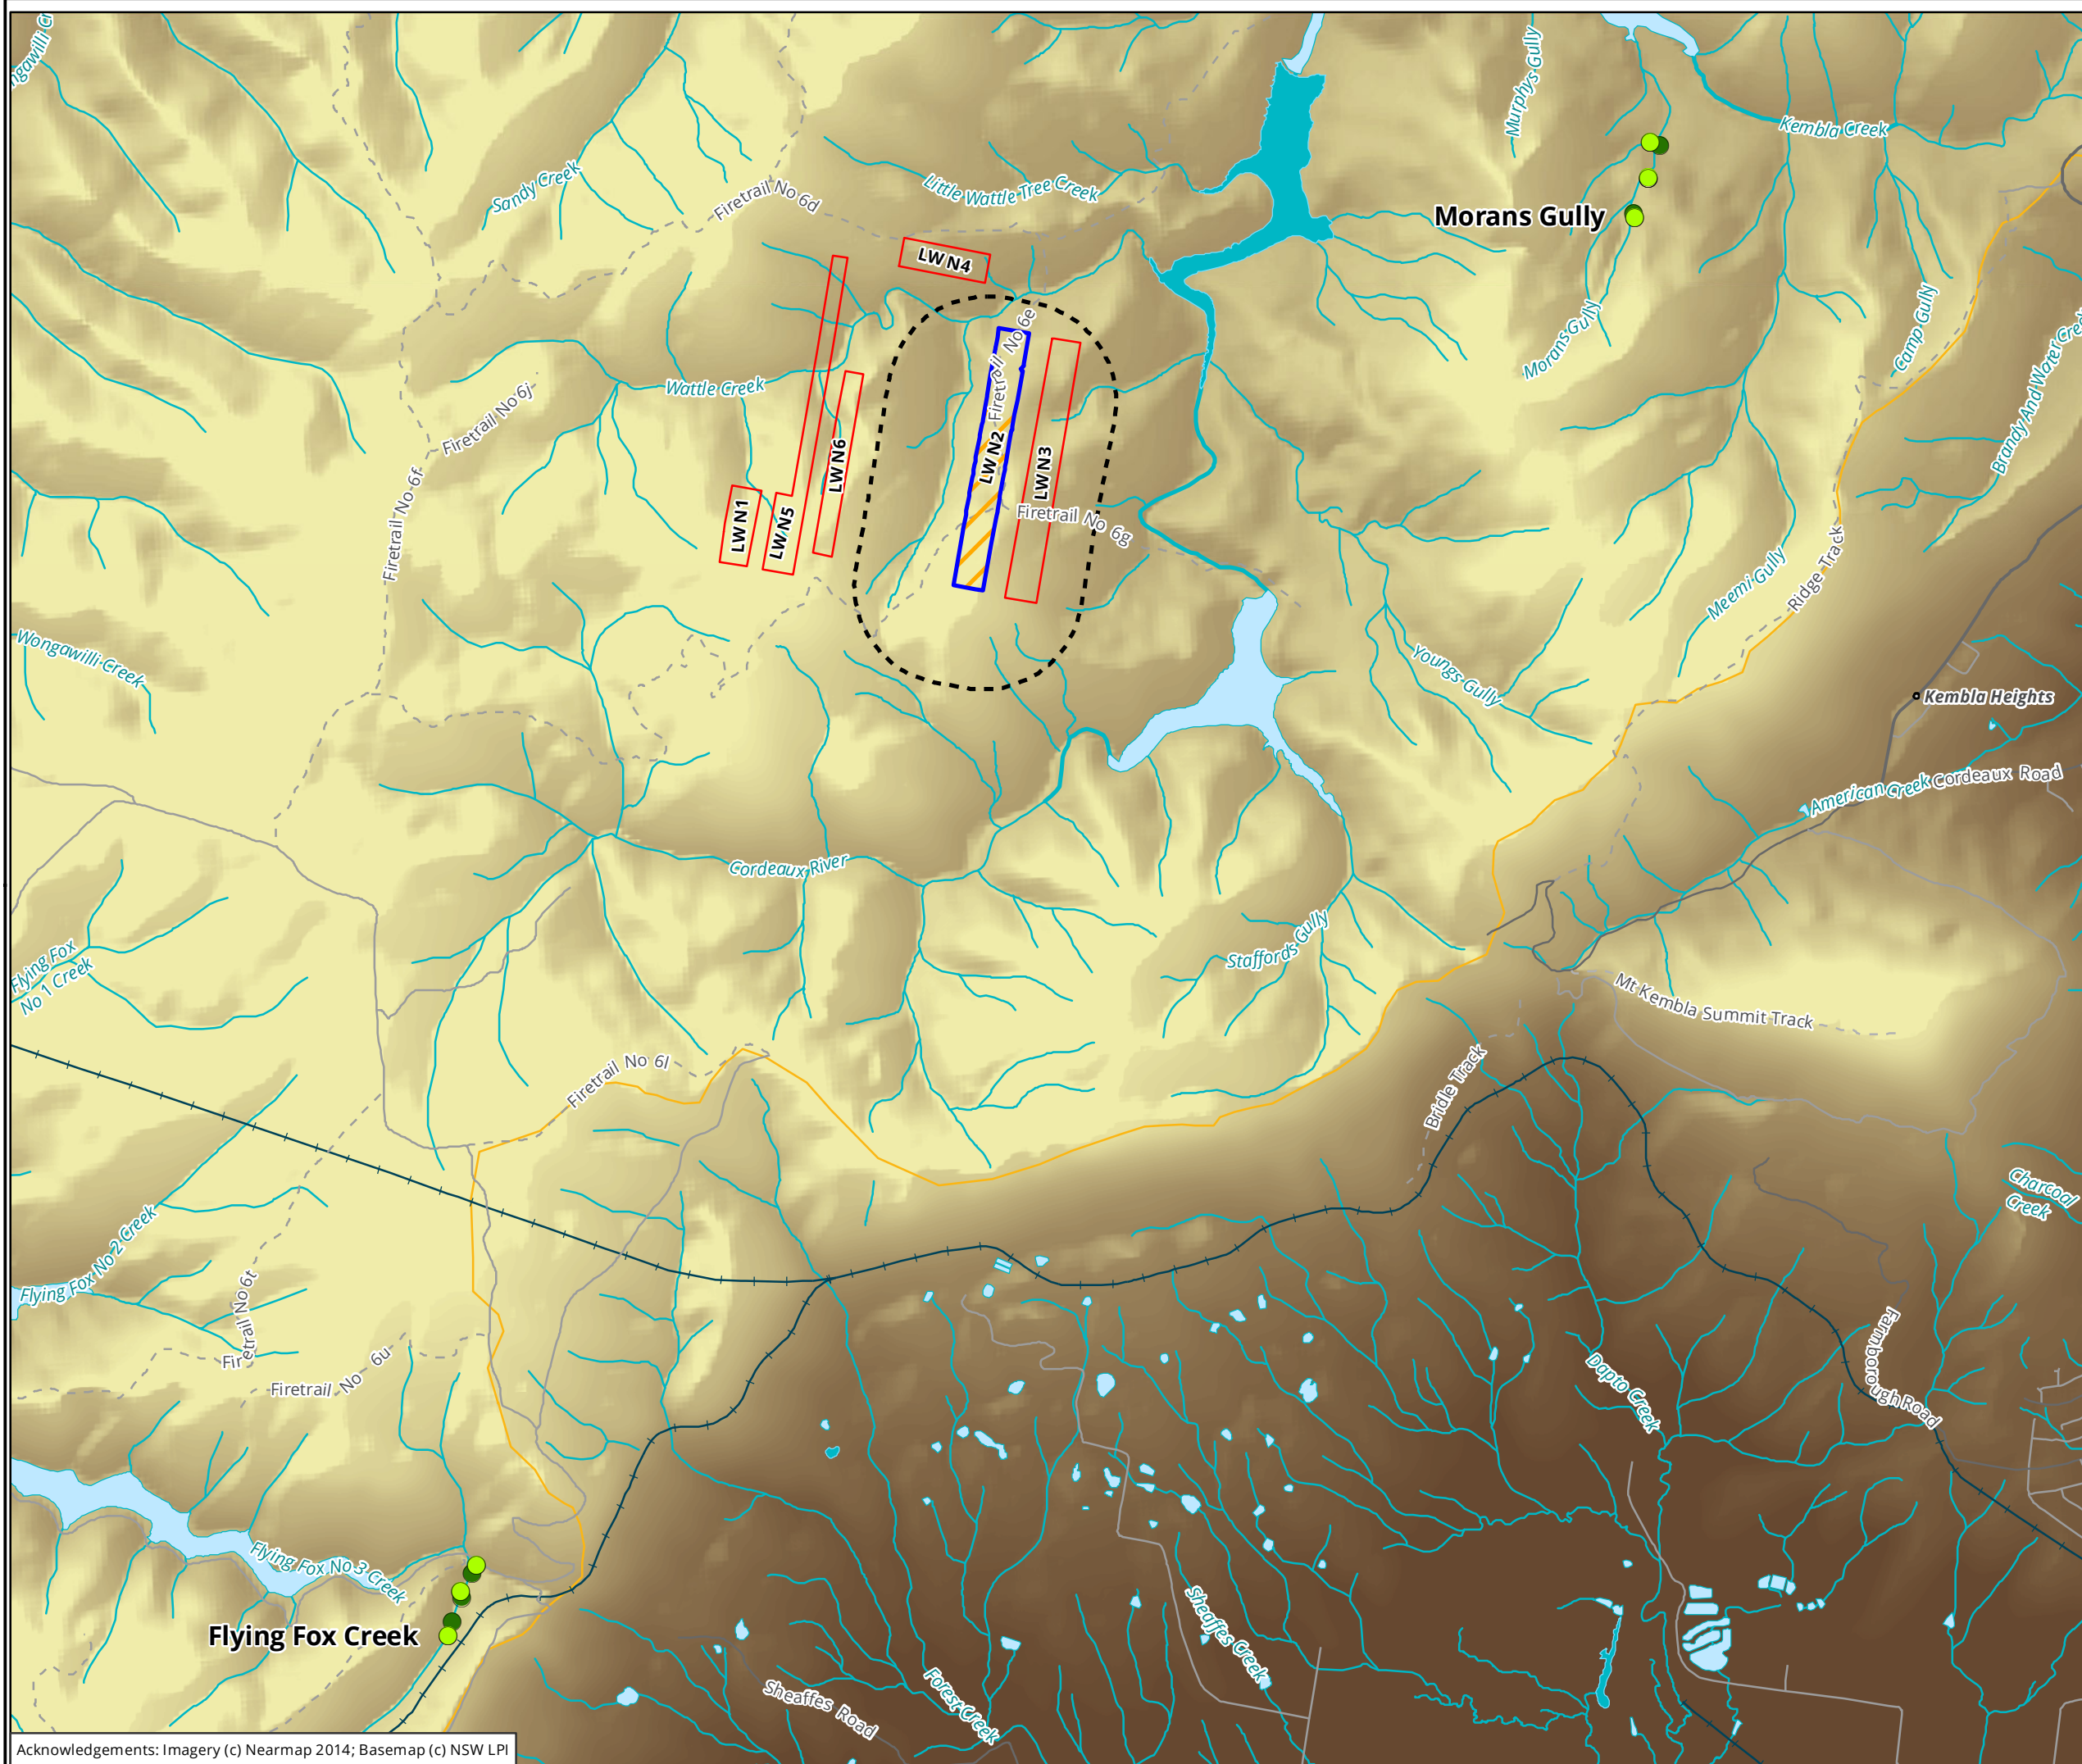 ngawilli C
Murphys Gully
Kembla Creek
Sandy Creek
Firetrail No 6d
Little Wattle Tree Creek
Morans Gully
LW N4
Firetrail No 6e
Morans Gully
Camp Gully
Brandy And Water Creek
Wattle Creek
Firetrail No 6j
Firetrail No 6f
LW N6
LW N2
LW N3
LW N1
LW N5
Firetrail No 6g
Meemi Gully
Ridge Track
Wongawilli Creek
Youngs Gully
Kembla Heights
American Creek
Cordeaux Road
Cordeaux River
Staffords Gully
Flying Fox
No 1 Creek
Mt Kembla Summit Track
Firetrail No 6l
Bridle Track
Charcoal
Creek
Flying Fox No 2 Creek
Firetrail No 6t
Firetrail No 6u
Farmborough Road
Dapto Creek
Flying Fox No 3 Creek
Flying Fox Creek
Sheaffes Creek
Forest Creek
Sheaffes Road
Acknowledgements: Imagery (c) Nearmap 2014; Basemap (c) NSW LPI